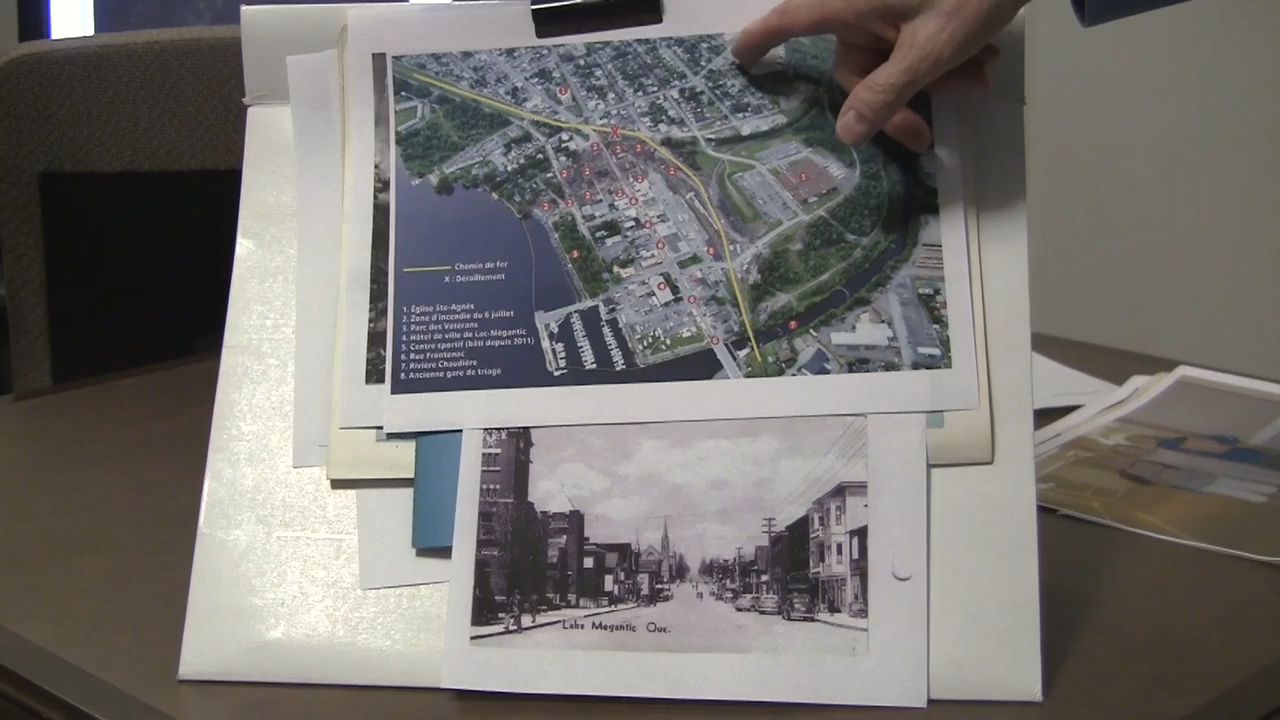 Chemin de fer
X : Déraillement
1. Église Ste-Agnès
2. Zone d'incendie du 6 juillet
3. Parc des Vétérans
4. Hôtel de ville de Lac-Mégantic
5. Centre sportif (bâti depuis 2011)
6. Rue Frontenac
7. Rivière Chaudière
8. Ancienne gare de triage
Lake Megantic Que.